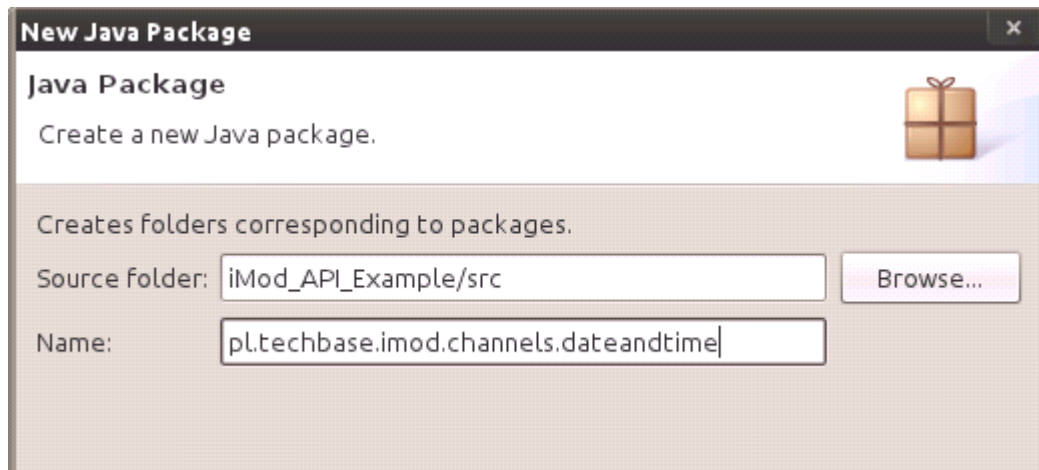 New Java Package
Java Package
Create a new Java package.
Creates folders corresponding to packages.
Source folder: iMod_API_Example/src Browse...
Name: pl.techbase.imod.channels.dateandtime